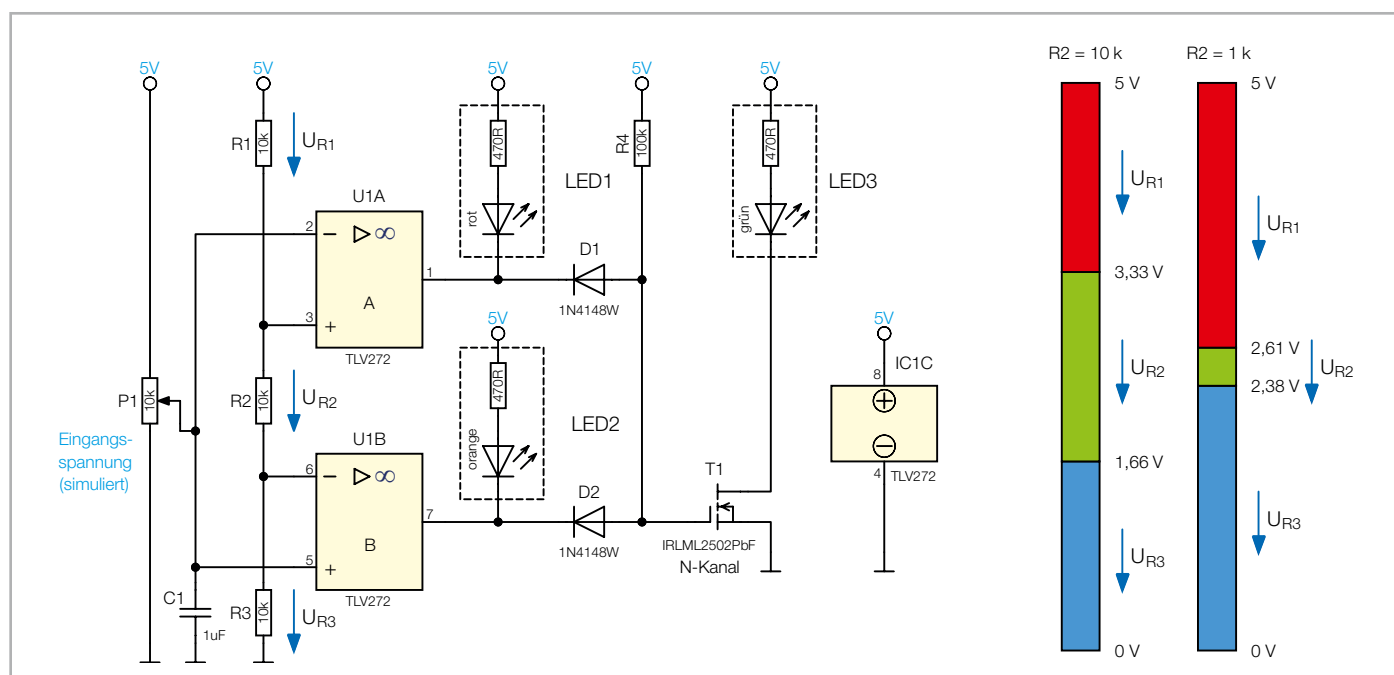 5V
5V
5V
5V
R1
10k
UR1
470R
rot
LED1
R4
100k
470R
grün
LED3
U1A
2
−
∞
3
+
A
1
TLV272
D1
1N4148W
P1
10k
Eingangs-
spannung
(simuliert)
R2
10k
UR2
5V
470R
orange
LED2
U1B
6
−
∞
5
+
B
7
TLV272
D2
1N4148W
T1
IRLML2502PbF
N-Kanal
C1
1uF
R3
10k
UR3
5V
IC1C
8
+
−
4
TLV272
R2 = 10 k
5 V
UR1
3,33 V
UR2
1,66 V
UR3
0 V
R2 = 1 k
5 V
UR1
2,61 V
UR2
2,38 V
UR3
0 V